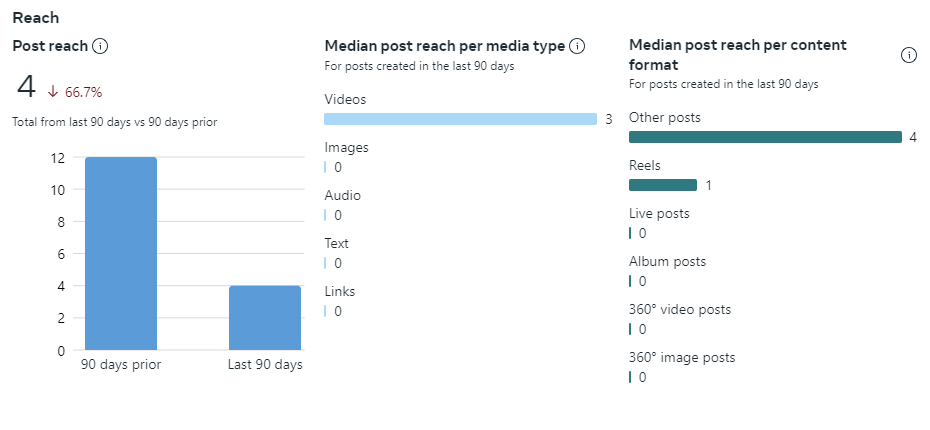 Reach
Post reach
4 ↓ 66.7%
Total from last 90 days vs 90 days prior
12
10
8
6
4
2
0
90 days prior
Last 90 days
Median post reach per media type
For posts created in the last 90 days
Videos
3
Images
0
Audio
0
Text
0
Links
0
Median post reach per content
format
For posts created in the last 90 days
Other posts
4
Reels
1
Live posts
0
Album posts
0
360° video posts
0
360° image posts
0